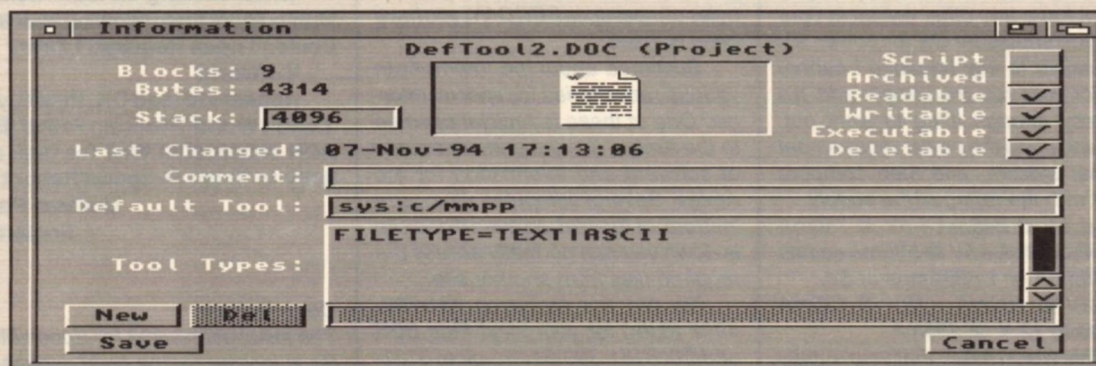 Information
DefTool2.DOC (Project)
Blocks: 9
Bytes: 4314
Stack: 4096
Script
Archived
Readable
Writable
Executable
Deletable
Last Changed: 07-Nov-94 17:13:06
Comment:
Default Tool: sys:c/mmpp
Tool Types: FILETYPE=TEXT|ASCII
New Del
Save Cancel